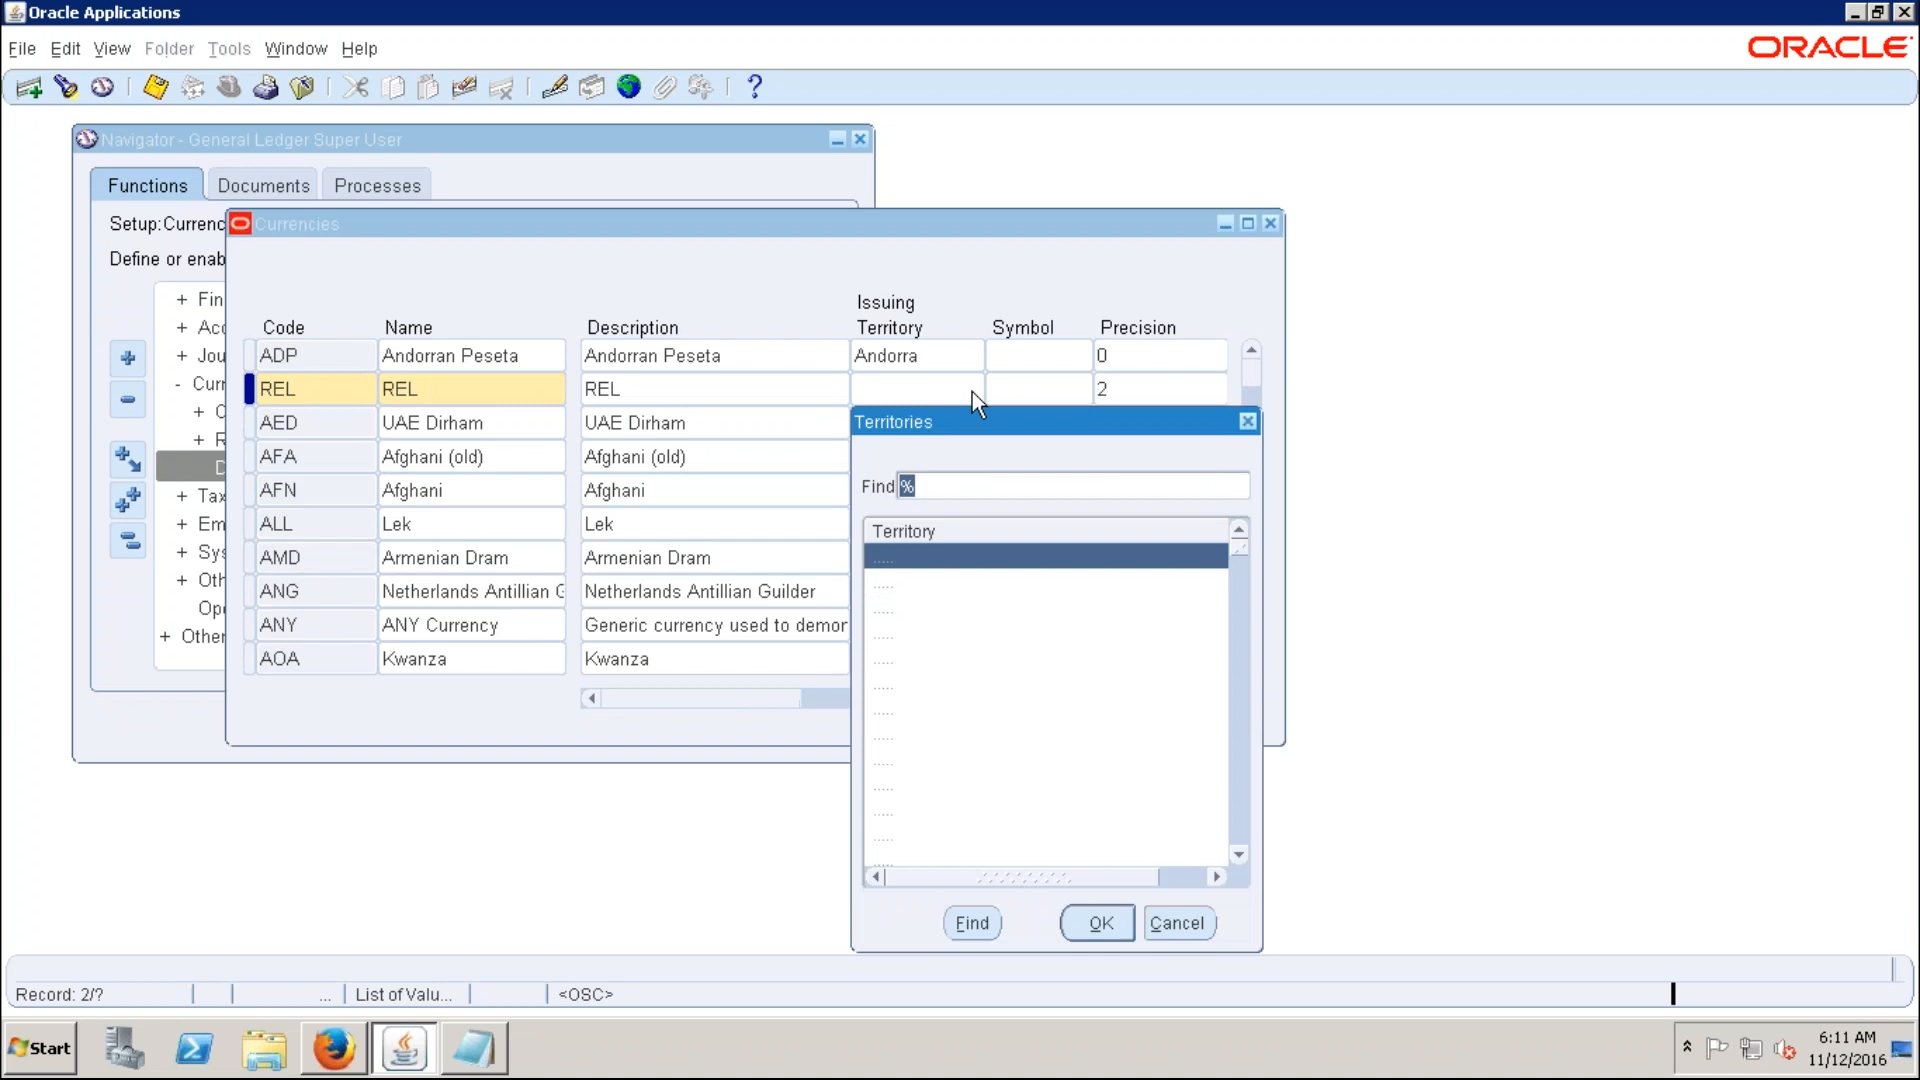 Oracle Applications
File Edit View Folder Tools Window Help
ORACLE
Navigator - General Ledger Super User
Functions Documents Processes
Setup:Currenc
Define or enab
+ Fin
+ Acc
+ Jou
- Curr
+ C
+ R
D
+ Tax
+ Em
+ Sys
+ Oth
Ope
+ Other
Currencies
Issuing
Code Name Description Territory Symbol Precision
ADP Andorran Peseta Andorran Peseta Andorra 0
REL REL REL 2
AED UAE Dirham UAE Dirham
AFA Afghani (old) Afghani (old)
AFN Afghani Afghani
ALL Lek Lek
AMD Armenian Dram Armenian Dram
ANG Netherlands Antillian G Netherlands Antillian Guilder
ANY ANY Currency Generic currency used to demor
AOA Kwanza Kwanza
Territories
Find %
Territory
.....
.....
.....
.....
.....
.....
.....
.....
.....
.....
.....
.....
.....
Find OK Cancel
Record: 2/? ... List of Valu... <OSC>
Start
6:11 AM
11/12/2016